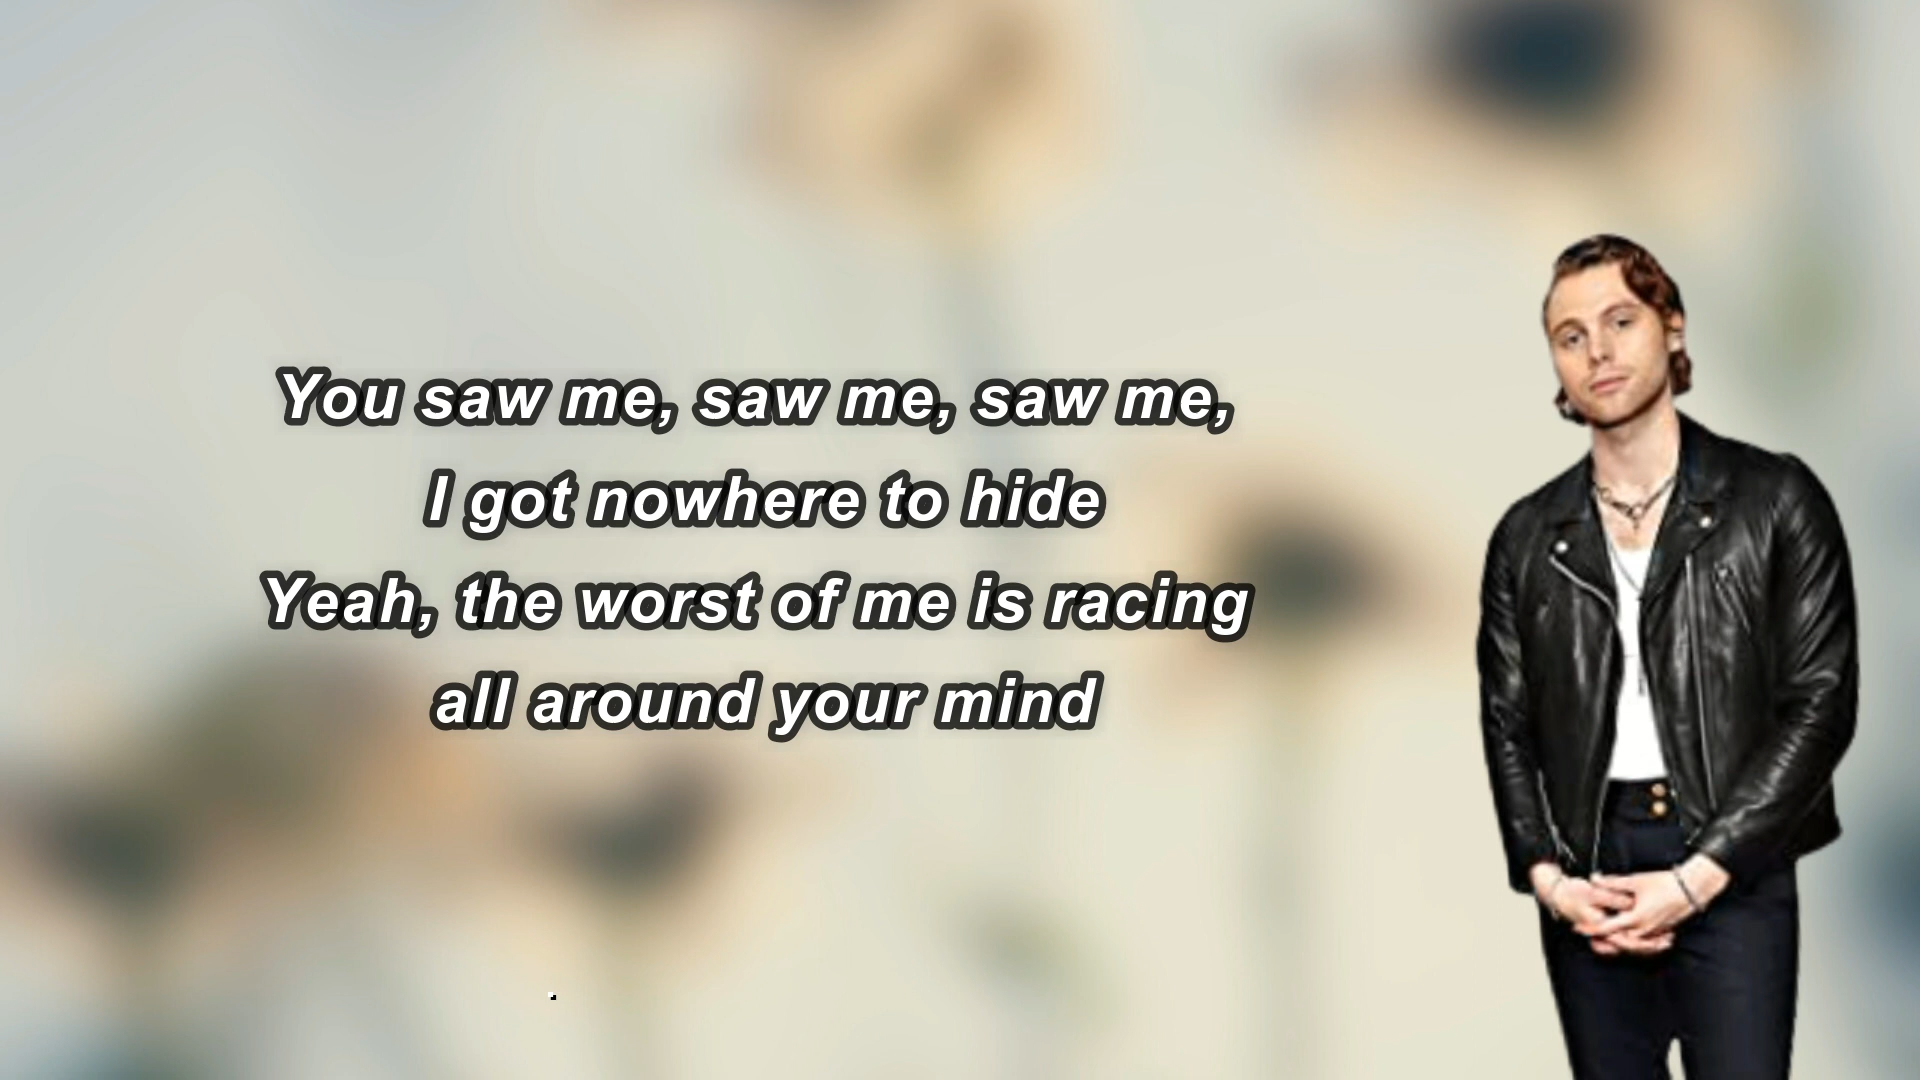 You saw me, saw me, saw me,
I got nowhere to hide
Yeah, the worst of me is racing
all around your mind